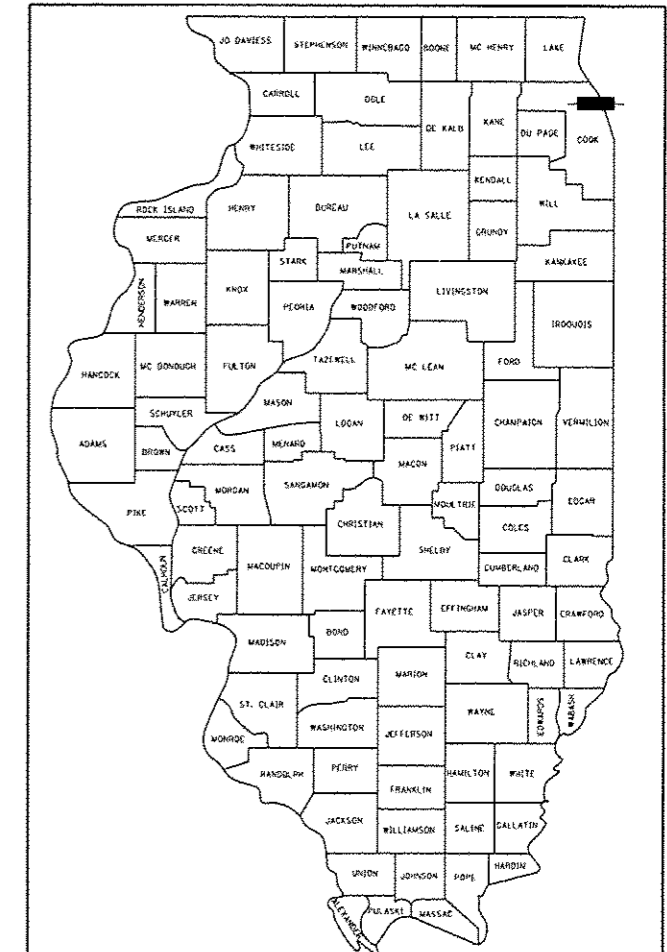 JO DAVIESS STEPHENSON WINNEBAGO BOONE MC HENRY LAKE
CARROLL OGLE DE KALB KANE DU PAGE COOK
WHITESIDE LEE KENDALL WILL
ROCK ISLAND HENRY BUREAU LA SALLE GRUNDY
MERCER STARK PUTNAM KANKAKEE
MARSHALL
HENDERSON WARREN KNOX PEORIA WOODFORD LIVINGSTON IROQUOIS
HANCOCK MC DONOUGH FULTON TAZEWELL MC LEAN FORD
SCHUYLER MASON LOGAN DE WITT CHAMPAIGN VERMILION
ADAMS BROWN CASS MENARD PIATT
MACON
PIKE SCOTT MORGAN SANGAMON MOULTRIE DOUGLAS EDGAR
CHRISTIAN COLES
CALHOUN GREENE MACOUPIN MONTGOMERY SHELBY CUMBERLAND CLARK
JERSEY FAYETTE EFFINGHAM JASPER CRAWFORD
MADISON BOND
CLINTON MARION CLAY RICHLAND LAWRENCE
ST. CLAIR WAYNE EDWARDS WABASH
MONROE WASHINGTON JEFFERSON
RANDOLPH PERRY HAMILTON WHITE
FRANKLIN
JACKSON WILLIAMSON SALINE GALLATIN
UNION JOHNSON POPE HARDIN
ALEXANDER PULASKI MASSAC